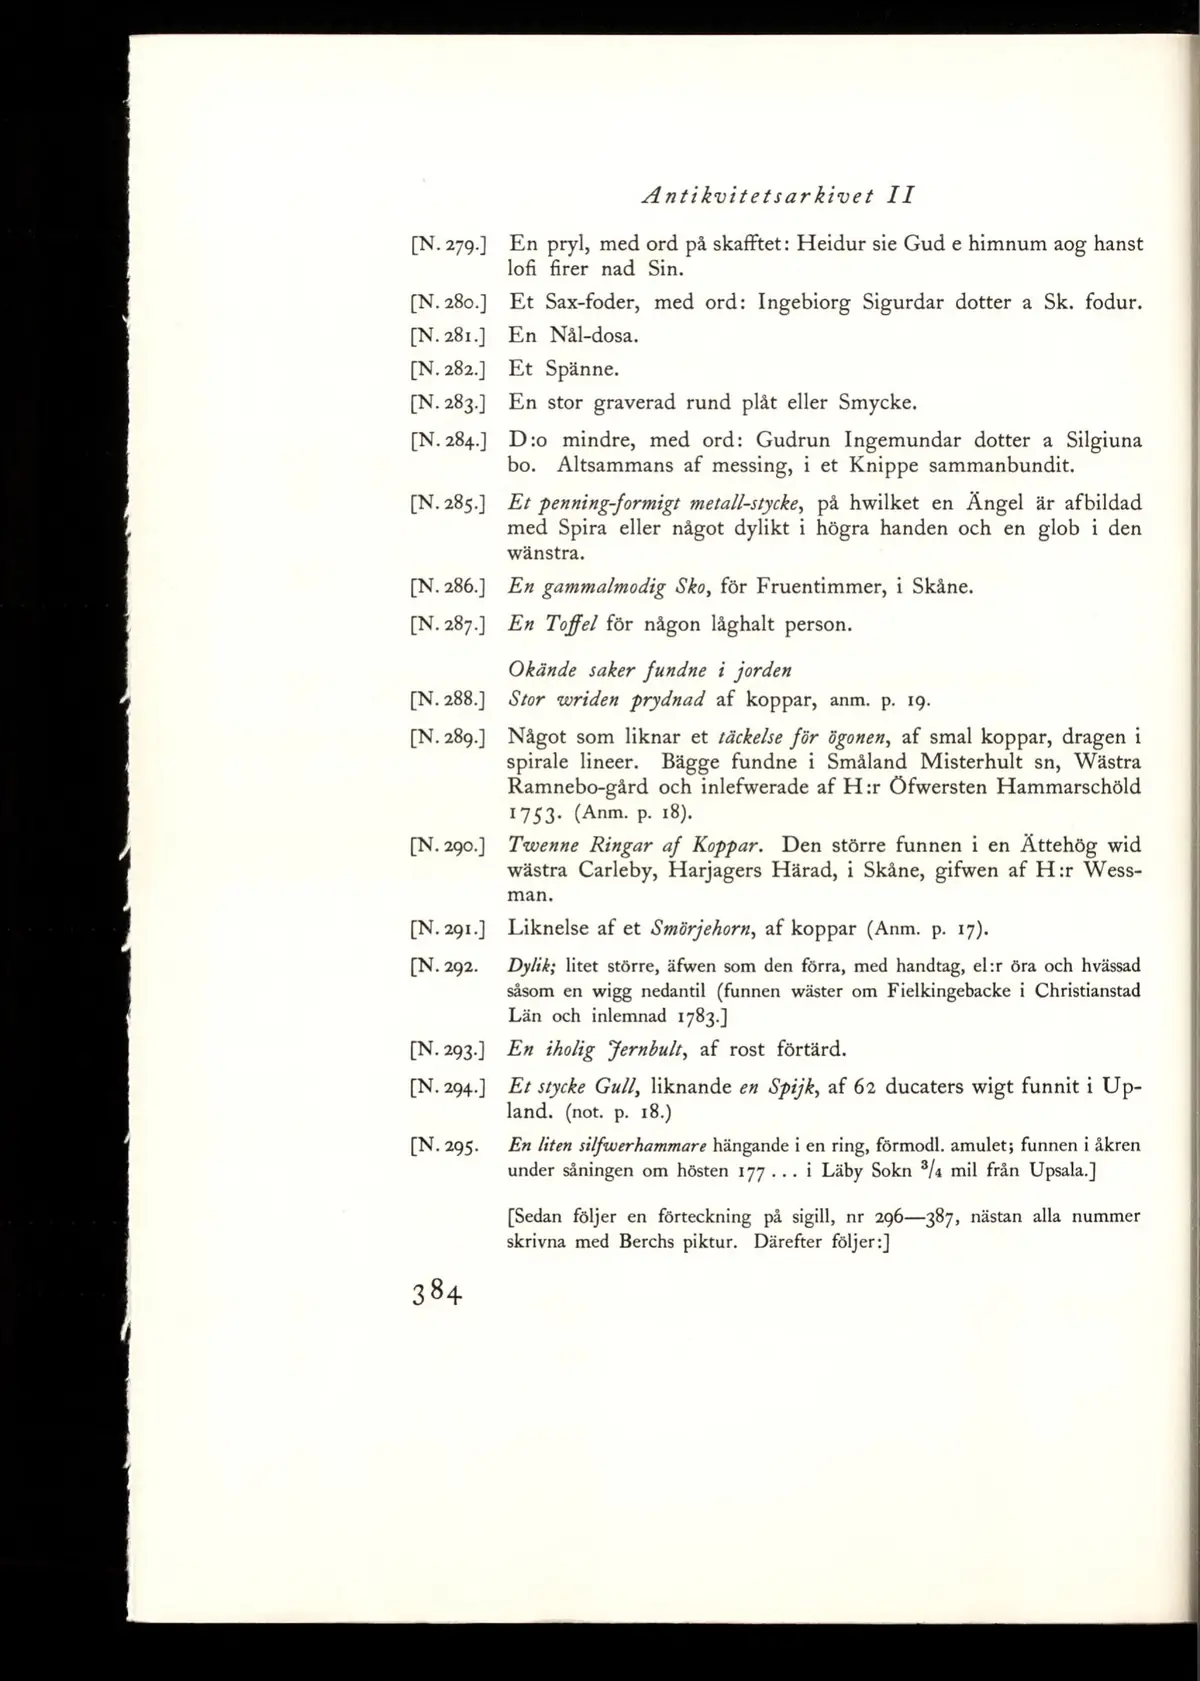 Antikvitetsarkivet II
[N. 279.] En pryl, med ord på skafftet: Heidur sie Gud e himnum aog hanst
lofi firer nad Sin.
[N. 280.] Et Sax-foder, med ord: Ingebiorg Sigurdar dotter a Sk. fodur.
[N. 281.] En Nål-dosa.
[N. 282.] Et Spänne.
[N. 283.] En stor graverad rund plåt eller Smycke.
[N. 284.] D:o mindre, med ord: Gudrun Ingemundar dotter a Silgiuna
bo. Altsammans af messing, i et Knippe sammanbundit.
[N. 285.] Et penning-formigt metall-stycke, på hwilket en Ängel är afbildad
med Spira eller något dylikt i högra handen och en glob i den
wänstra.
[N. 286.] En gammalmodig Sko, för Fruentimmer, i Skåne.
[N. 287.] En Toffel för någon låghalt person.
Okände saker fundne i jorden
[N. 288.] Stor wriden prydnad af koppar, anm. p. 19.
[N. 289.] Något som liknar et täckelse för ögonen, af smal koppar, dragen i
spirale lineer. Bägge fundne i Småland Misterhult sn, Wästra
Ramnebo-gård och inlefwerade af H:r Öfwersten Hammarschöld
1753. (Anm. p. 18).
[N. 290.] Twenne Ringar af Koppar. Den större funnen i en Ättehög wid
wästra Carleby, Harjagers Härad, i Skåne, gifwen af H:r Wess-
man.
[N. 291.] Liknelse af et Smörjehorn, af koppar (Anm. p. 17).
[N. 292. Dylik; litet större, äfwen som den förra, med handtag, el:r öra och hvässad
såsom en wigg nedantil (funnen wäster om Fielkingebacke i Christianstad
Län och inlemnad 1783.]
[N. 293.] En iholig Jernbult, af rost förtärd.
[N. 294.] Et stycke Gull, liknande en Spijk, af 62 ducaters wigt funnit i Up-
land. (not. p. 18.)
[N. 295. En liten silfwerhammare hängande i en ring, förmodl. amulet; funnen i åkren
under såningen om hösten 177 . . . i Läby Sokn ³/₄ mil från Upsala.]
[Sedan följer en förteckning på sigill, nr 296—387, nästan alla nummer
skrivna med Berchs piktur. Därefter följer:]
384